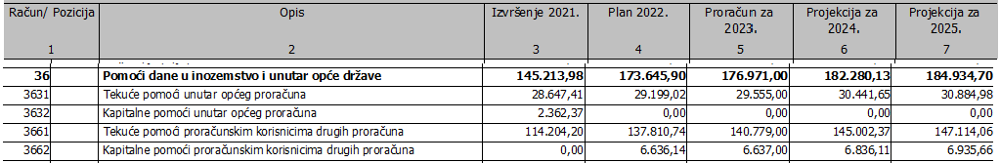 Račun/ Pozicija Opis Izvršenje 2021. Plan 2022. Proračun za 2023. Projekcija za 2024. Projekcija za 2025.
1 2 3 4 5 6 7
36 Pomoći dane u inozemstvo i unutar opće države 145.213,98 173.645,90 176.971,00 182.280,13 184.934,70
3631 Tekuće pomoći unutar općeg proračuna 28.647,41 29.199,02 29.555,00 30.441,65 30.884,98
3632 Kapitalne pomoći unutar općeg proračuna 2.362,37 0,00 0,00 0,00 0,00
3661 Tekuće pomoći proračunskim korisnicima drugih proračuna 114.204,20 137.810,74 140.779,00 145.002,37 147.114,06
3662 Kapitalne pomoći proračunskim korisnicima drugih proračuna 0,00 6.636,14 6.637,00 6.836,11 6.935,66